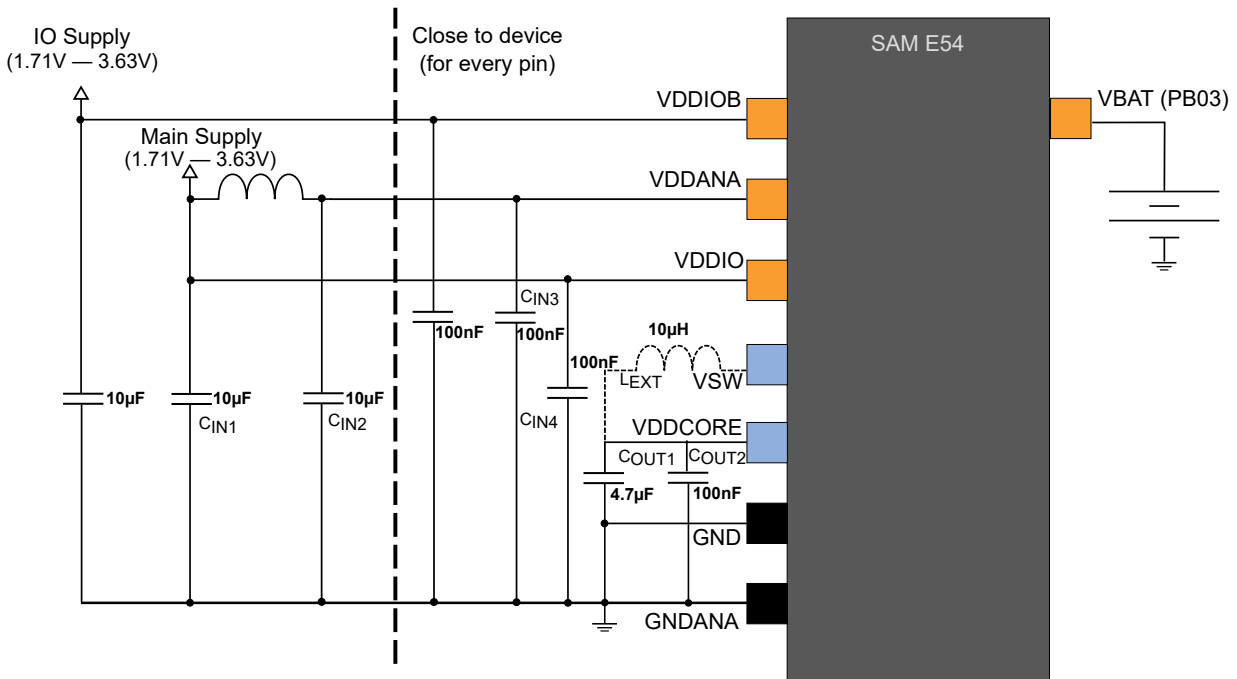 IO Supply
(1.71V — 3.63V)
Close to device
(for every pin)
SAM E54
VDDIOB
VBAT (PB03)
Main Supply
(1.71V — 3.63V)
VDDANA
VDDIO
CIN3
100nF
100nF
10µH
100nF
LEXT
VSW
10µF
10µF
10µF
CIN1
CIN2
CIN4
VDDCORE
COUT1
COUT2
4.7µF
100nF
GND
GNDANA